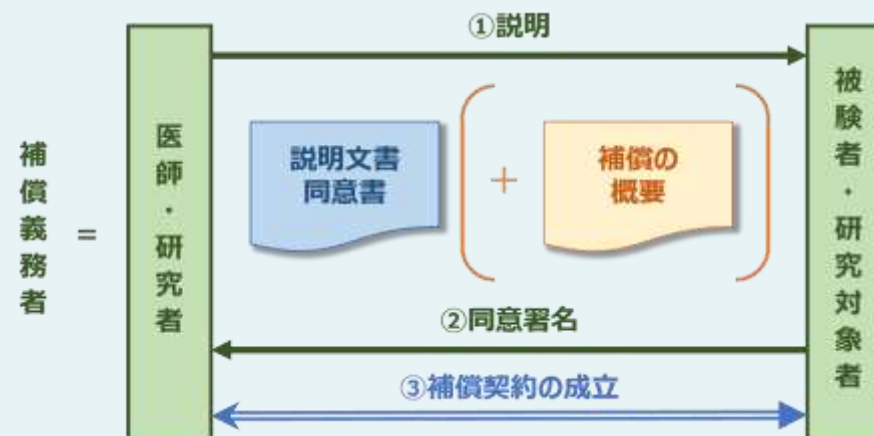 ①説明
補償義務者
＝
医師・研究者
説明文書
同意書
＋
補償の
概要
被験者・研究対象者
②同意署名
③補償契約の成立